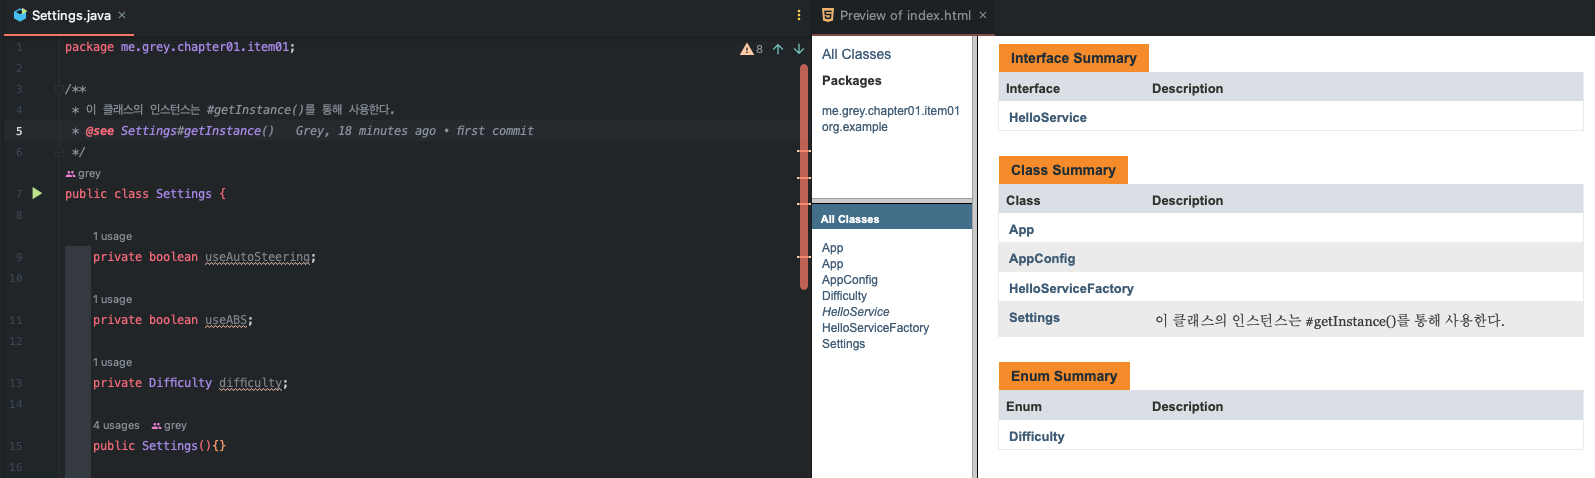 Settings.java
1 package me.grey.chapter01.item01;
8
2
3 /**
4 * 이 클래스의 인스턴스는 #getInstance()를 통해 사용한다.
5 * @see Settings#getInstance() Grey, 18 minutes ago • first commit
6 */
grey
7 public class Settings {
8
1 usage
9 private boolean useAutoSteering;
10
1 usage
11 private boolean useABS;
12
1 usage
13 private Difficulty difficulty;
14
4 usages grey
15 public Settings(){}
16
Preview of index.html
All Classes
Packages
me.grey.chapter01.item01
org.example
All Classes
App
App
AppConfig
Difficulty
HelloService
HelloServiceFactory
Settings
Interface Summary
Interface Description
HelloService
Class Summary
Class Description
App
AppConfig
HelloServiceFactory
Settings 이 클래스의 인스턴스는 #getInstance()를 통해 사용한다.
Enum Summary
Enum Description
Difficulty